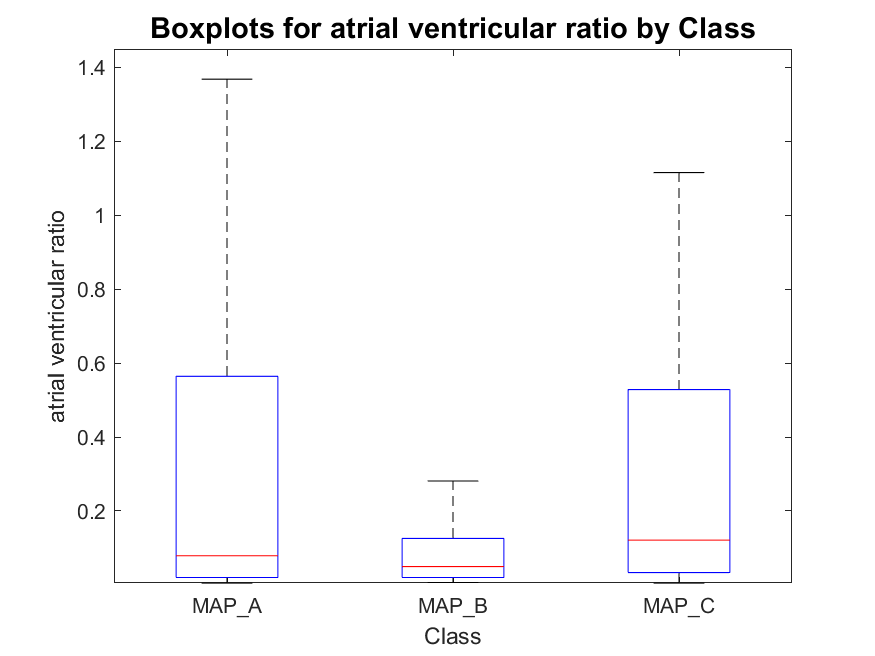 Boxplots for atrial ventricular ratio by Class
atrial ventricular ratio
1.4
1.2
1
0.8
0.6
0.4
0.2
MAP_A MAP_B MAP_C
Class